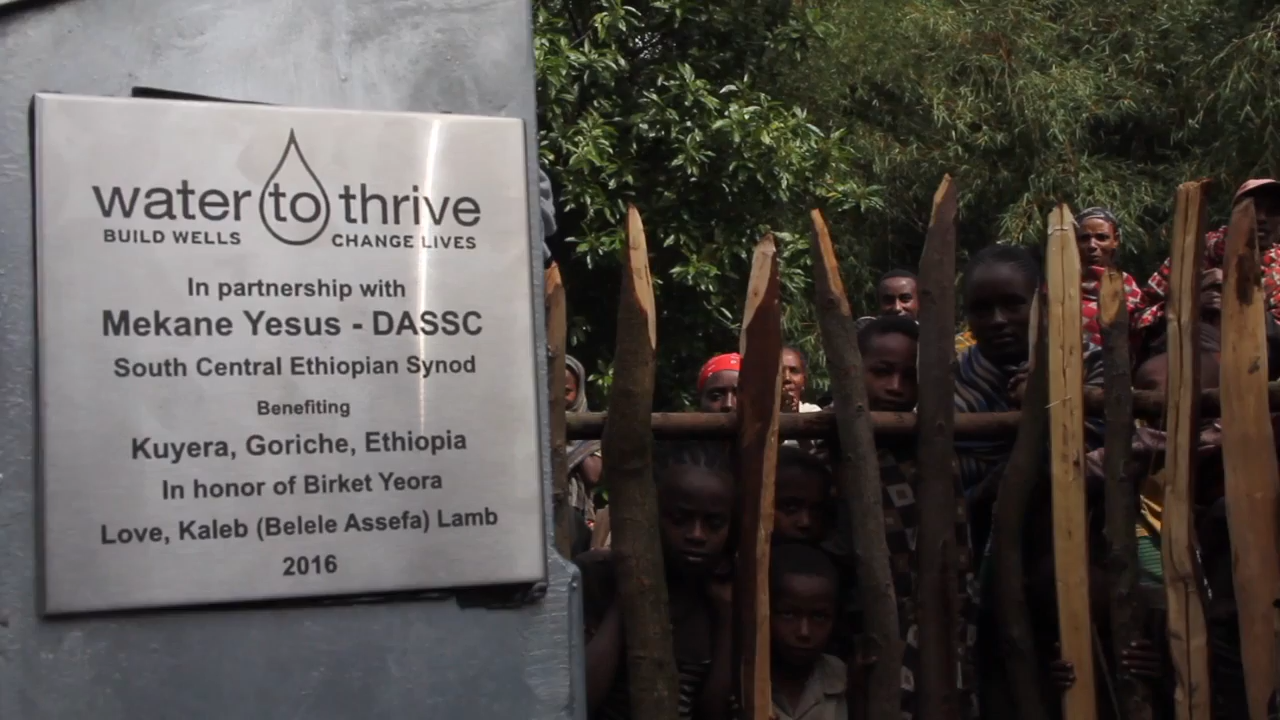 water to thrive
BUILD WELLS CHANGE LIVES
In partnership with
Mekane Yesus - DASSC
South Central Ethiopian Synod
Benefiting
Kuyera, Goriche, Ethiopia
In honor of Birket Yeora
Love, Kaleb (Belele Assefa) Lamb
2016